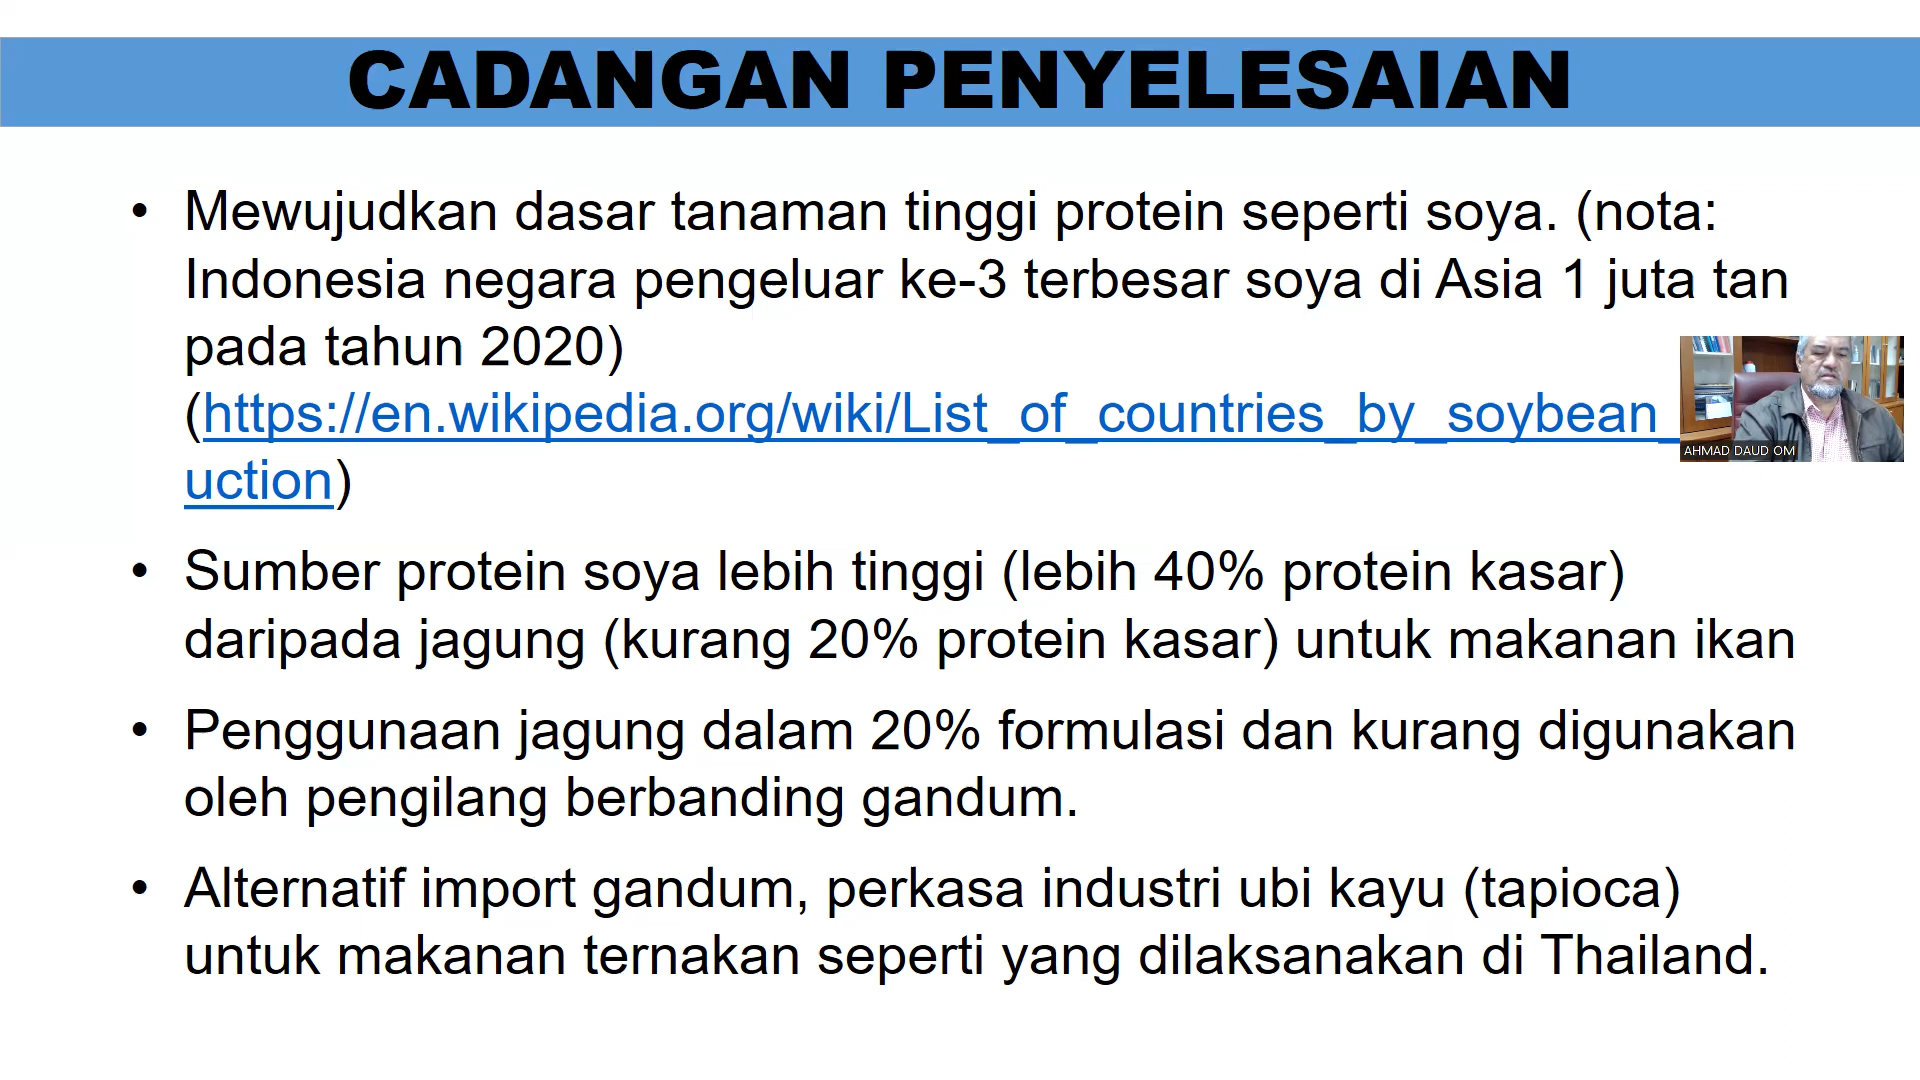 CADANGAN PENYELESAIAN
• Mewujudkan dasar tanaman tinggi protein seperti soya. (nota:
Indonesia negara pengeluar ke-3 terbesar soya di Asia 1 juta tan
pada tahun 2020)
(https://en.wikipedia.org/wiki/List_of_countries_by_soybean_
uction)
• Sumber protein soya lebih tinggi (lebih 40% protein kasar)
daripada jagung (kurang 20% protein kasar) untuk makanan ikan
• Penggunaan jagung dalam 20% formulasi dan kurang digunakan
oleh pengilang berbanding gandum.
• Alternatif import gandum, perkasa industri ubi kayu (tapioca)
untuk makanan ternakan seperti yang dilaksanakan di Thailand.
AHMAD DAUD OM